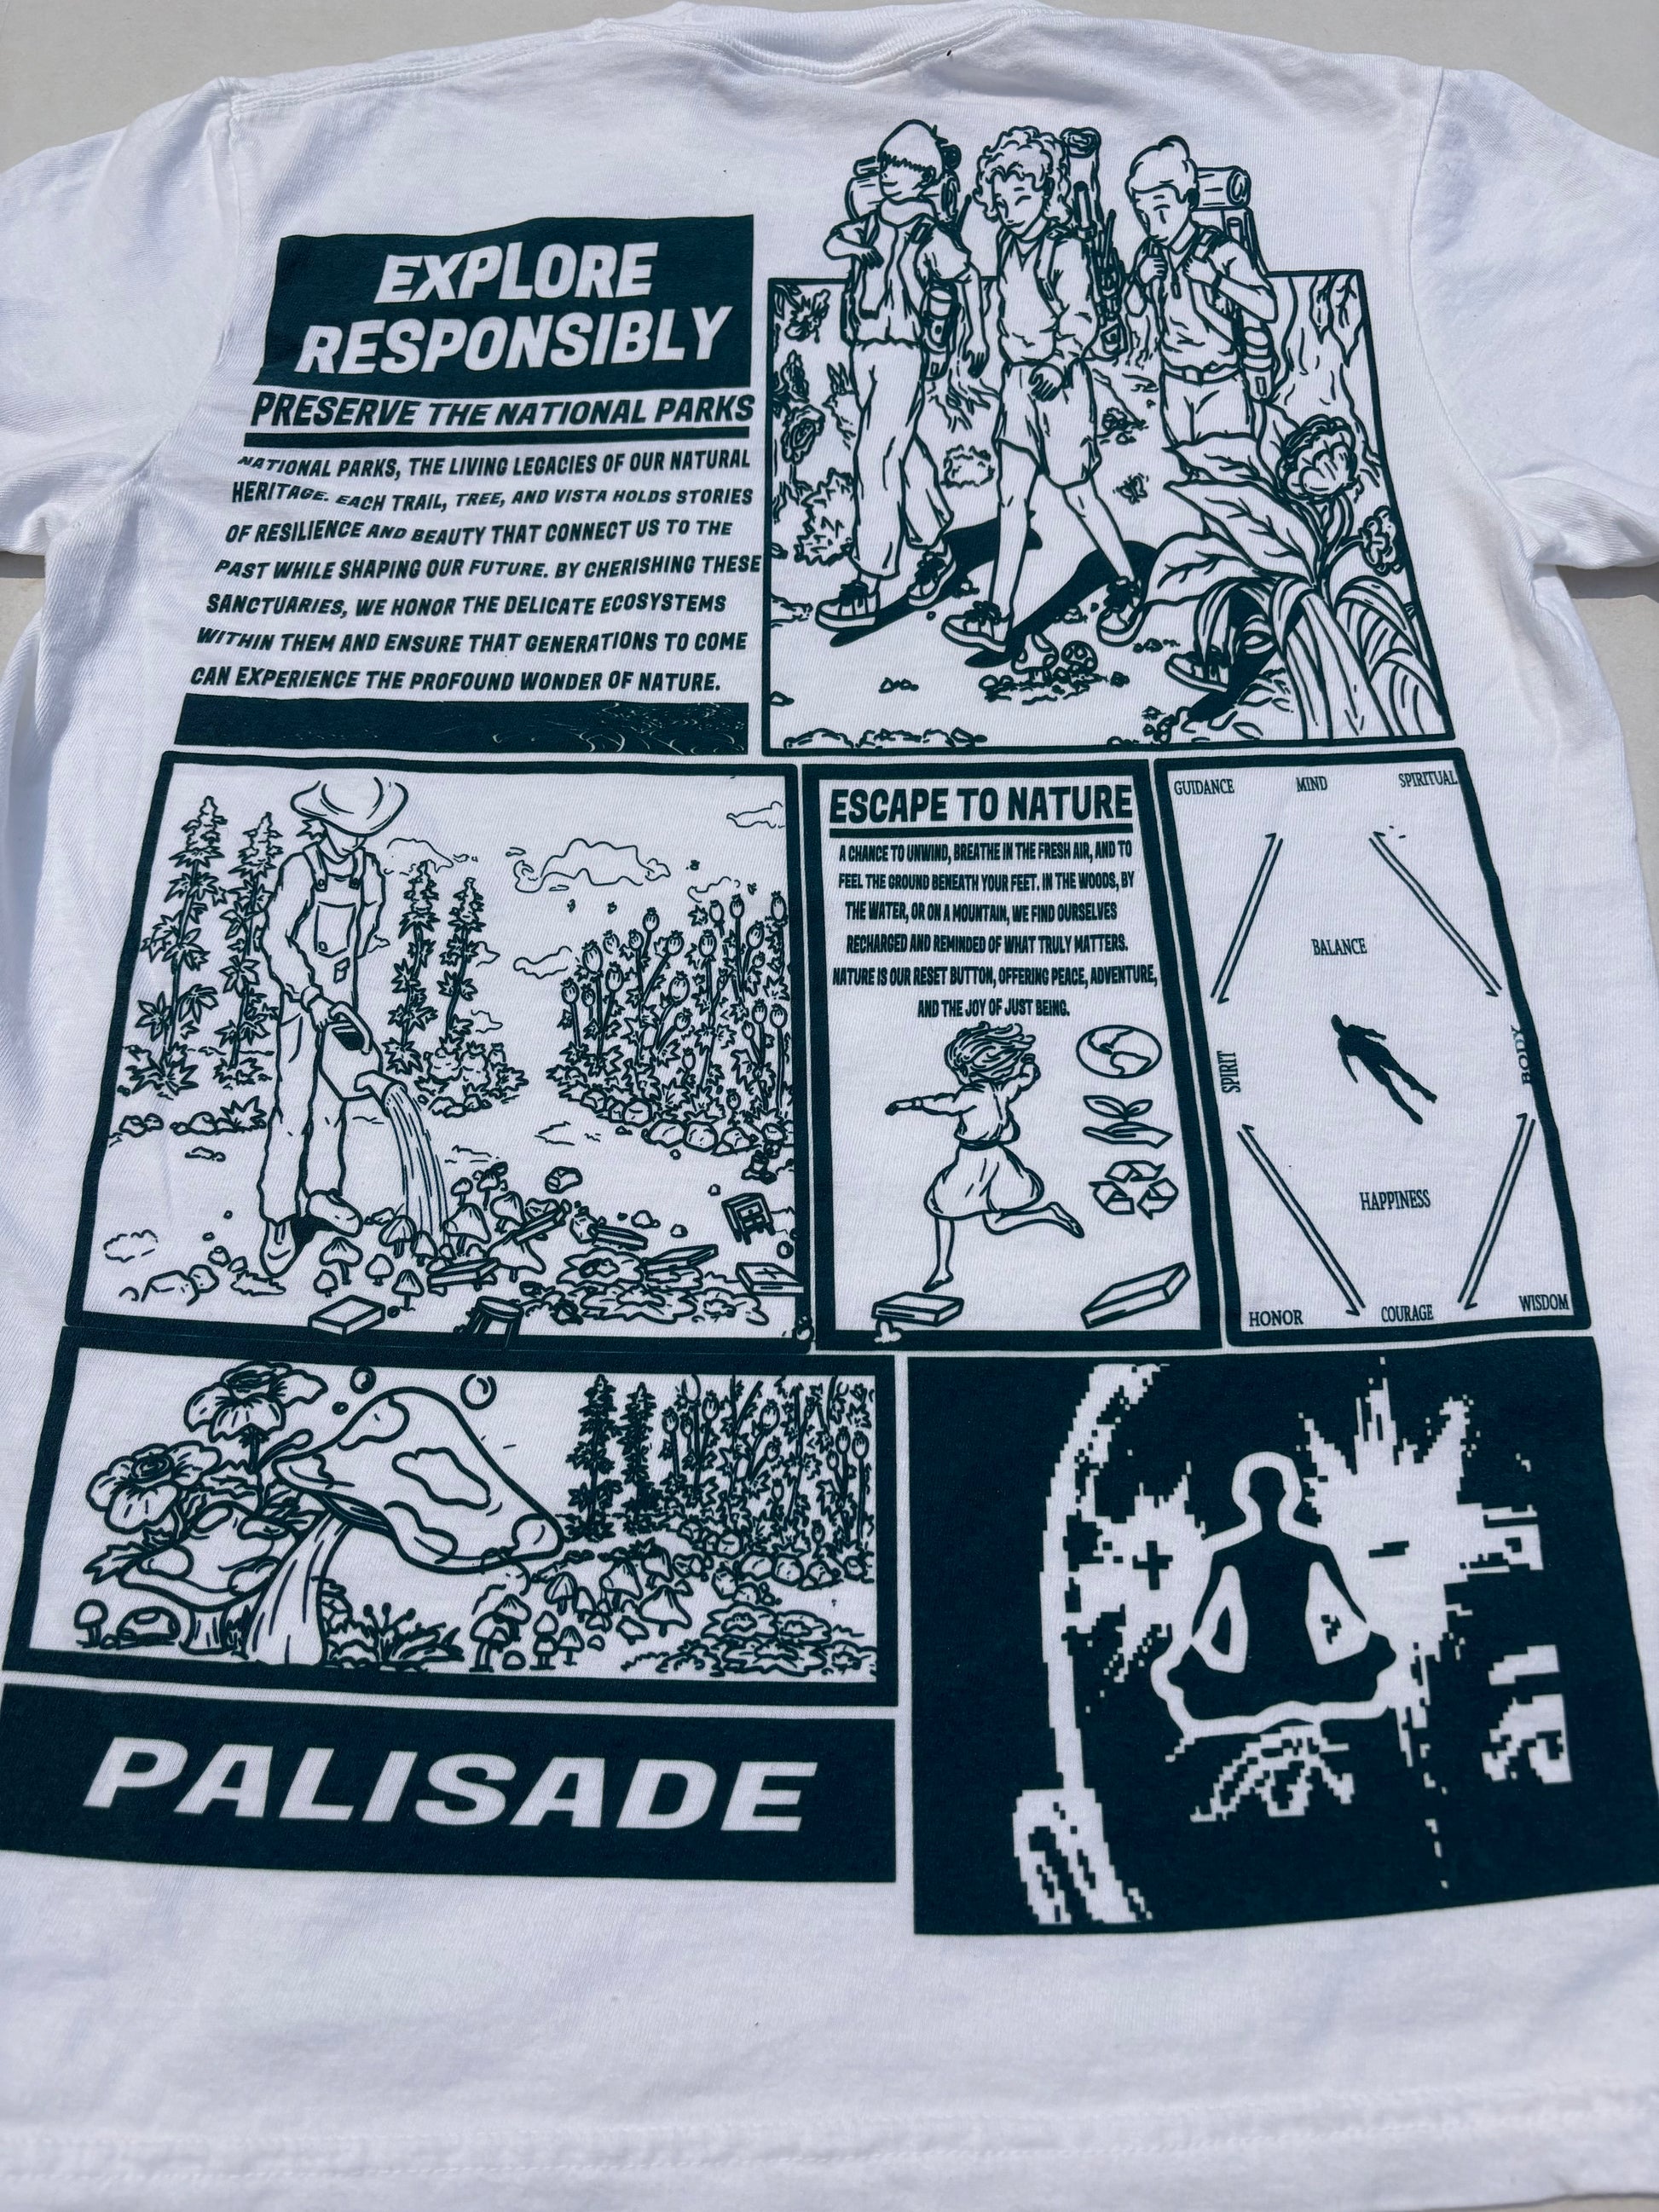 EXPLORE
RESPONSIBLY
PRESERVE THE NATIONAL PARKS
NATIONAL PARKS, THE LIVING LEGACIES OF OUR NATURAL
HERITAGE. EACH TRAIL, TREE, AND VISTA HOLDS STORIES
OF RESILIENCE AND BEAUTY THAT CONNECT US TO THE
PAST WHILE SHAPING OUR FUTURE. BY CHERISHING THESE
SANCTUARIES, WE HONOR THE DELICATE ECOSYSTEMS
WITHIN THEM AND ENSURE THAT GENERATIONS TO COME
CAN EXPERIENCE THE PROFOUND WONDER OF NATURE.
ESCAPE TO NATURE
A CHANCE TO UNWIND, BREATHE IN THE FRESH AIR, AND TO
FEEL THE GROUND BENEATH YOUR FEET. IN THE WOODS, BY
THE WATER, OR ON A MOUNTAIN, WE FIND OURSELVES
RECHARGED AND REMINDED OF WHAT TRULY MATTERS.
NATURE IS OUR RESET BUTTON, OFFERING PEACE, ADVENTURE,
AND THE JOY OF JUST BEING.
GUIDANCE MIND SPIRITUAL
BALANCE
SPIRIT
BODY
HAPPINESS
HONOR COURAGE WISDOM
+ -
PALISADE